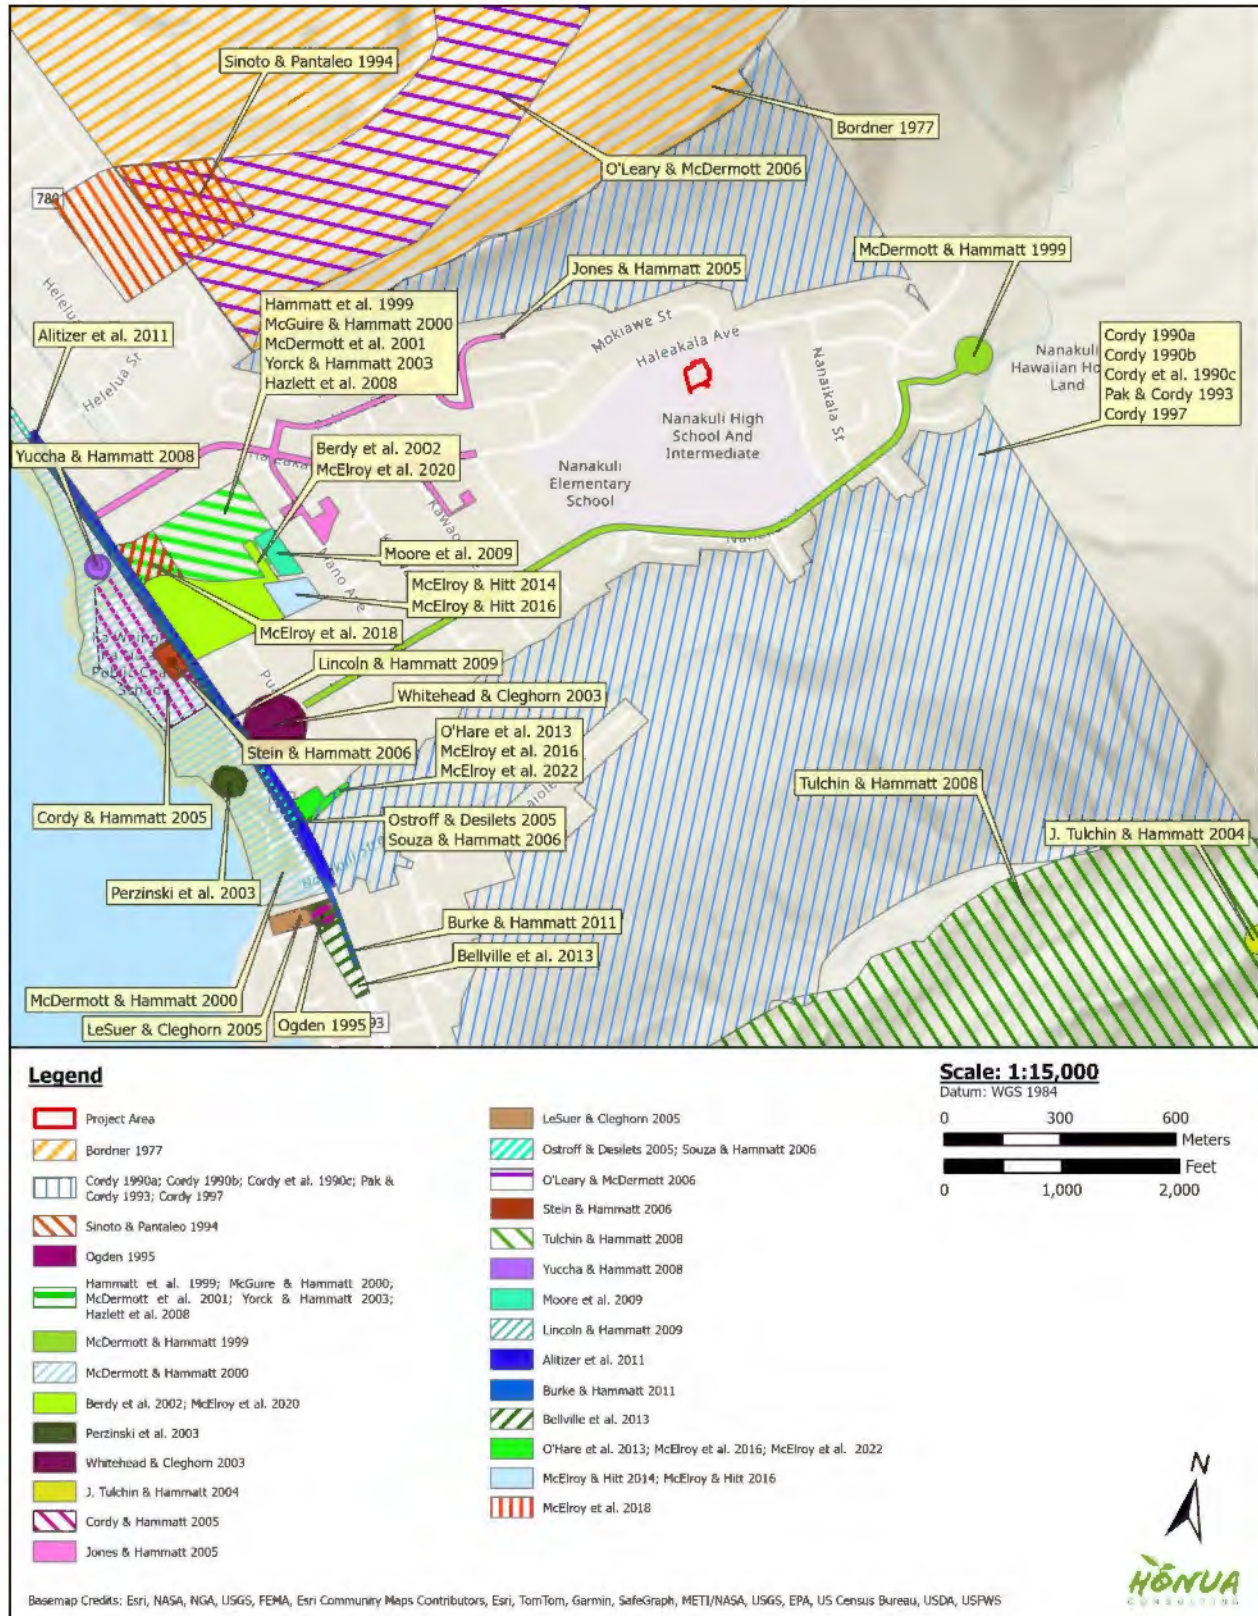 Sinoto & Pantaleo 1994
Bordner 1977
O'Leary & McDermott 2006
780
McDermott & Hammatt 1999
Jones & Hammatt 2005
Hammatt et al. 1999
McGuire & Hammatt 2000
McDermott et al. 2001
Yorck & Hammatt 2003
Hazlett et al. 2008
Alitizer et al. 2011
Helelua St
Mokiawe St
Haleakala Ave
Nanaikala St
Nanakuli
Hawaiian Ho
Land
Cordy 1990a
Cordy 1990b
Cordy et al. 1990c
Pak & Cordy 1993
Cordy 1997
Nanakuli High
School And
Intermediate
Nanakuli
Elementary
School
Yuccha & Hammatt 2008
Berdy et al. 2002
McElroy et al. 2020
Moore et al. 2009
Mano Ave
McElroy & Hitt 2014
McElroy & Hitt 2016
McElroy et al. 2018
Lincoln & Hammatt 2009
Whitehead & Cleghorn 2003
Stein & Hammatt 2006
O'Hare et al. 2013
McElroy et al. 2016
McElroy et al. 2022
Cordy & Hammatt 2005
Ostroff & Desilets 2005
Souza & Hammatt 2006
Tulchin & Hammatt 2008
J. Tulchin & Hammatt 2004
Perzinski et al. 2003
Burke & Hammatt 2011
Bellville et al. 2013
McDermott & Hammatt 2000
LeSuer & Cleghorn 2005
Ogden 1995
93
Legend
Project Area
Bordner 1977
Cordy 1990a; Cordy 1990b; Cordy et al. 1990c; Pak &
Cordy 1993; Cordy 1997
Sinoto & Pantaleo 1994
Ogden 1995
Hammatt et al. 1999; McGuire & Hammatt 2000;
McDermott et al. 2001; Yorck & Hammatt 2003;
Hazlett et al. 2008
McDermott & Hammatt 1999
McDermott & Hammatt 2000
Berdy et al. 2002; McElroy et al. 2020
Perzinski et al. 2003
Whitehead & Cleghorn 2003
J. Tulchin & Hammatt 2004
Cordy & Hammatt 2005
Jones & Hammatt 2005
LeSuer & Cleghorn 2005
Ostroff & Desilets 2005; Souza & Hammatt 2006
O'Leary & McDermott 2006
Stein & Hammatt 2006
Tulchin & Hammatt 2008
Yuccha & Hammatt 2008
Moore et al. 2009
Lincoln & Hammatt 2009
Alitizer et al. 2011
Burke & Hammatt 2011
Bellville et al. 2013
O'Hare et al. 2013; McElroy et al. 2016; McElroy et al. 2022
McElroy & Hitt 2014; McElroy & Hitt 2016
McElroy et al. 2018
Scale: 1:15,000
Datum: WGS 1984
0 300 600
Meters
Feet
0 1,000 2,000
N
HŌNUA
CONSULTING
Basemap Credits: Esri, NASA, NGA, USGS, FEMA, Esri Community Maps Contributors, Esri, TomTom, Garmin, SafeGraph, METI/NASA, USGS, EPA, US Census Bureau, USDA, USFWS